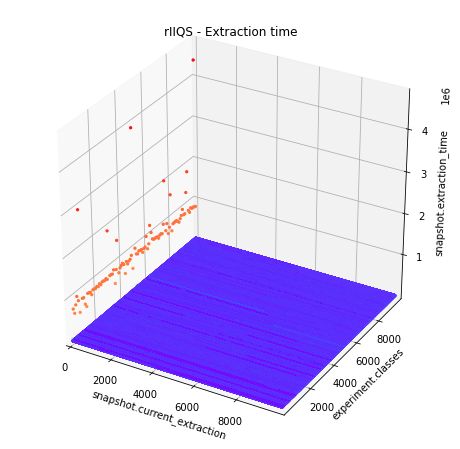 rIIQS - Extraction time
1e6
4
3
2
1
snapshot.extraction_time
8000
6000
4000
2000
experiment.classes
0
2000
4000
6000
8000
snapshot.current_extraction